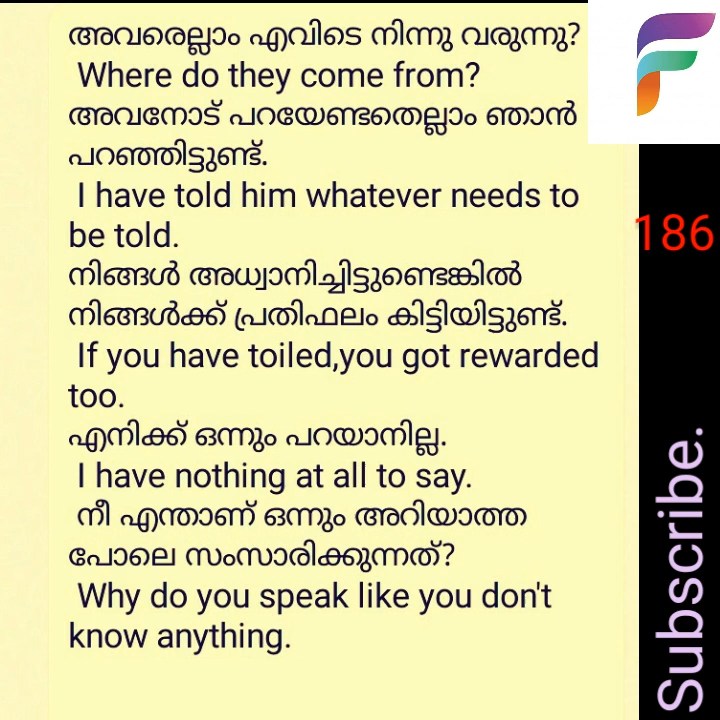 അവരെല്ലാം എവിടെ നിന്നു വരുന്നു?
Where do they come from?
അവനോട് പറയേണ്ടതെല്ലാം ഞാൻ
പറഞ്ഞിട്ടുണ്ട്.
I have told him whatever needs to
be told.
നിങ്ങൾ അധ്വാനിച്ചിട്ടുണ്ടെങ്കിൽ
നിങ്ങൾക്ക് പ്രതിഫലം കിട്ടിയിട്ടുണ്ട്.
If you have toiled,you got rewarded
too.
എനിക്ക് ഒന്നും പറയാനില്ല.
I have nothing at all to say.
നീ എന്താണ് ഒന്നും അറിയാത്ത
പോലെ സംസാരിക്കുന്നത്?
Why do you speak like you don't
know anything.
186
Subscribe.